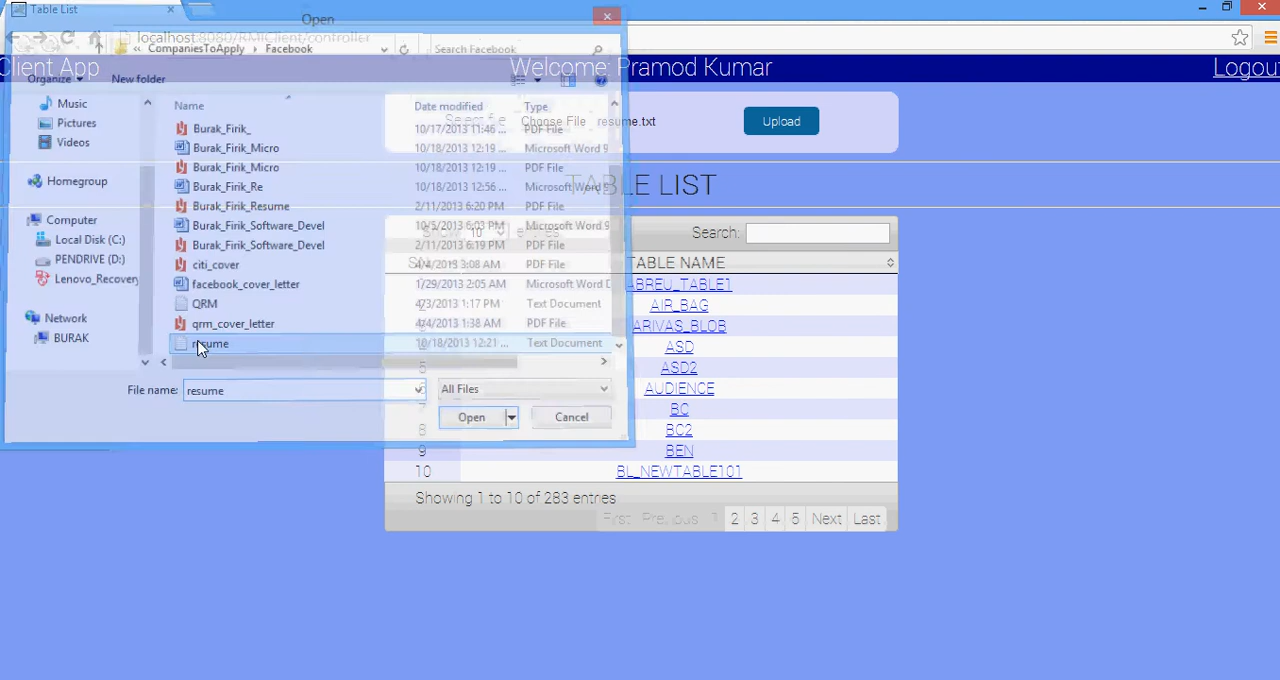 Table List
Open
localhost:8080/RMIClient/controller
« CompaniesToApply Facebook
Search Facebook
Client App
Welcome: Pramod Kumar
Logout
Organize
New folder
Music
Pictures
Videos
Homegroup
Computer
Local Disk (C:)
PENDRIVE (D:)
Lenovo_Recovery
Network
BURAK
Name Date modified Type
Burak_Firik_ 10/17/2013 11:46 ... PDF File
Burak_Firik_Micro 10/18/2013 12:19 ... Microsoft Word 9
Burak_Firik_Micro 10/18/2013 12:19 ... PDF File
Burak_Firik_Re 10/18/2013 12:56 ... Microsoft Word 9
Burak_Firik_Resume 2/11/2013 6:20 PM PDF File
Burak_Firik_Software_Devel 10/5/2013 6:03 PM Microsoft Word 9
Burak_Firik_Software_Devel 2/11/2013 6:19 PM PDF File
citi_cover 4/4/2013 3:08 AM PDF File
facebook_cover_letter 1/29/2013 2:05 AM Microsoft Word D
QRM 4/3/2013 1:17 PM Text Document
qrm_cover_letter 4/4/2013 1:38 AM PDF File
resume 10/18/2013 12:21 ... Text Document
File name: resume
All Files
Open
Cancel
Select file
Choose File resume.txt
Upload
TABLE LIST
10 entries
Search:
TABLE NAME
ABREU_TABLE1
AIR_BAG
ARIVAS_BLOB
ASD
ASD2
AUDIENCE
BC
8 BC2
9 BEN
10 BL_NEWTABLE101
Showing 1 to 10 of 283 entries
First Previous 1 2 3 4 5 Next Last